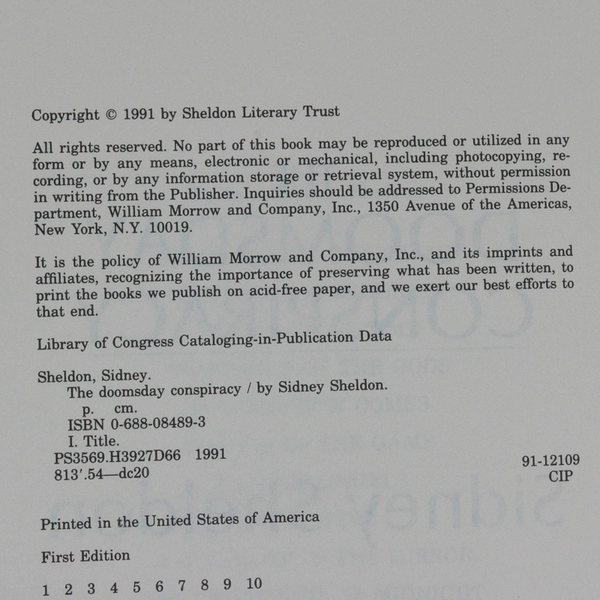 Copyright © 1991 by Sheldon Literary Trust
All rights reserved. No part of this book may be reproduced or utilized in any
form or by any means, electronic or mechanical, including photocopying, re-
cording, or by any information storage or retrieval system, without permission
in writing from the Publisher. Inquiries should be addressed to Permissions De-
partment, William Morrow and Company, Inc., 1350 Avenue of the Americas,
New York, N.Y. 10019.
It is the policy of William Morrow and Company, Inc., and its imprints and
affiliates, recognizing the importance of preserving what has been written, to
print the books we publish on acid-free paper, and we exert our best efforts to
that end.
Library of Congress Cataloging-in-Publication Data
Sheldon, Sidney.
The doomsday conspiracy / by Sidney Sheldon.
p. cm.
ISBN 0-688-08489-3
I. Title.
PS3569.H3927D66 1991
813'.54—dc20
91-12109
CIP
Printed in the United States of America
First Edition
1 2 3 4 5 6 7 8 9 10